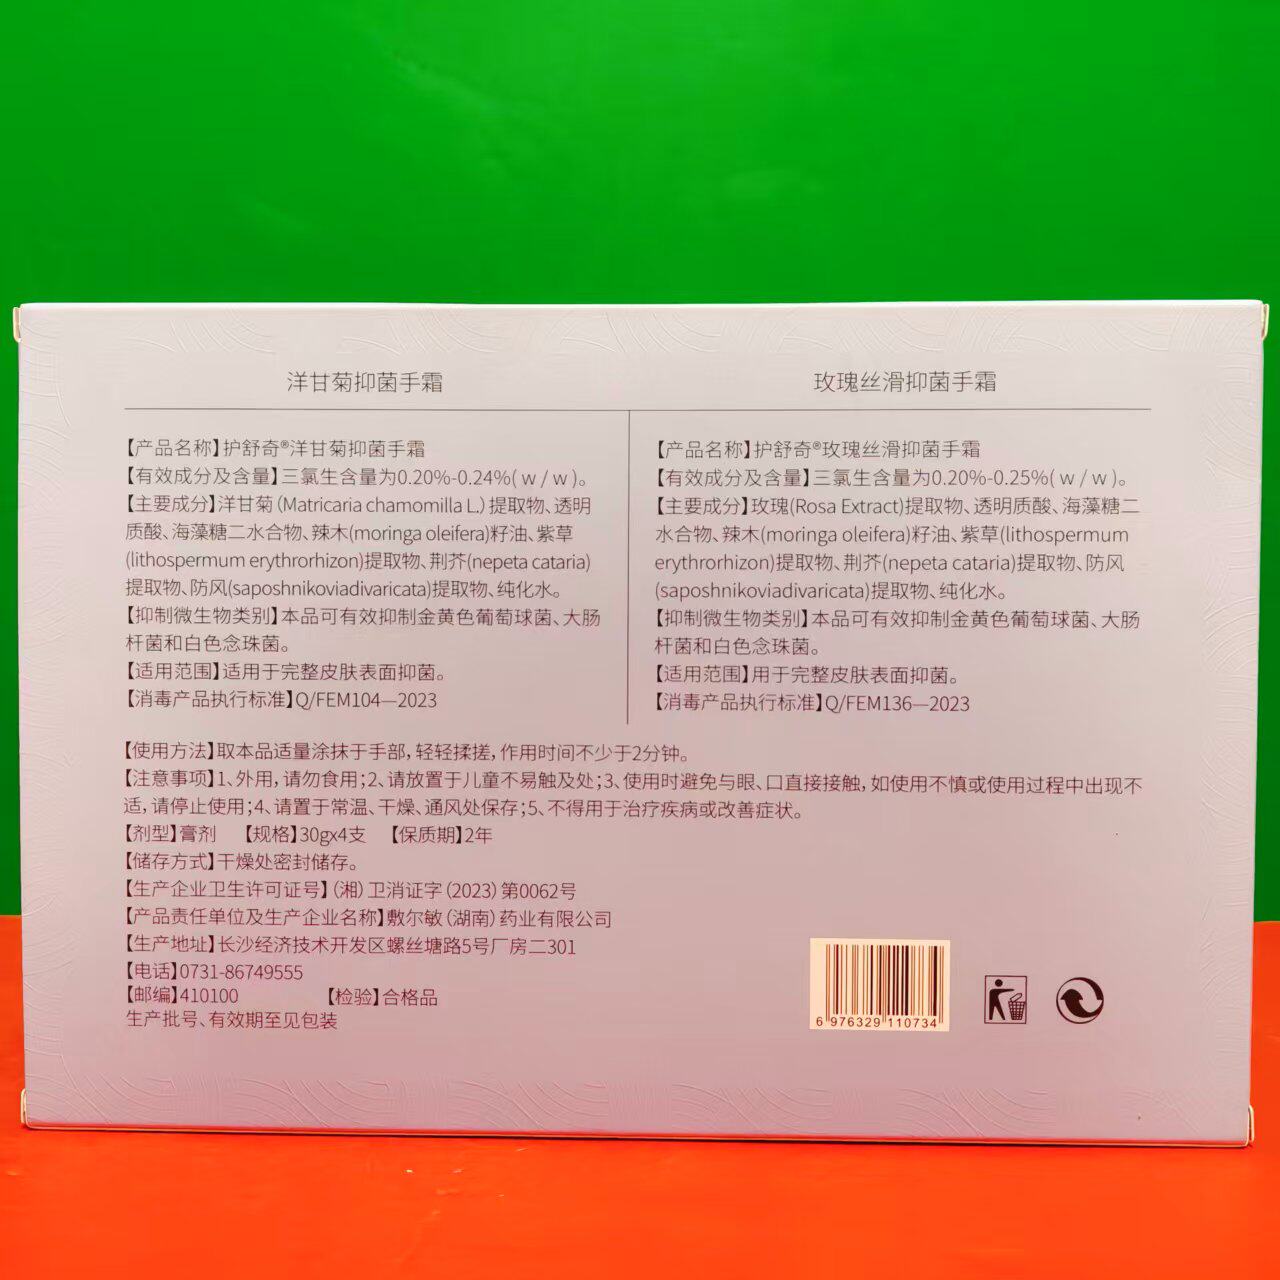 洋甘菊抑菌手霜
【产品名称】护舒奇®洋甘菊抑菌手霜
【有效成分及含量】三氯生含量为0.20%-0.24%( w / w )。
【主要成分】洋甘菊（Matricaria chamomilla L.）提取物、透明
质酸、海藻糖二水合物、辣木(moringa oleifera)籽油、紫草
(lithospermum erythrorhizon)提取物、荆芥(nepeta cataria)
提取物、防风(saposhnikoviadivaricata)提取物、纯化水。
【抑制微生物类别】本品可有效抑制金黄色葡萄球菌、大肠
杆菌和白色念珠菌。
【适用范围】适用于完整皮肤表面抑菌。
【消毒产品执行标准】Q/FEM104—2023
玫瑰丝滑抑菌手霜
【产品名称】护舒奇®玫瑰丝滑抑菌手霜
【有效成分及含量】三氯生含量为0.20%-0.25%( w / w )。
【主要成分】玫瑰(Rosa Extract)提取物、透明质酸、海藻糖二
水合物、辣木(moringa oleifera)籽油、紫草(lithospermum
erythrorhizon)提取物、荆芥(nepeta cataria)提取物、防风
(saposhnikoviadivaricata)提取物、纯化水。
【抑制微生物类别】本品可有效抑制金黄色葡萄球菌、大肠
杆菌和白色念珠菌。
【适用范围】用于完整皮肤表面抑菌。
【消毒产品执行标准】Q/FEM136—2023
【使用方法】取本品适量涂抹于手部，轻轻揉搓，作用时间不少于2分钟。
【注意事项】1、外用，请勿食用；2、请放置于儿童不易触及处；3、使用时避免与眼、口直接接触，如使用不慎或使用过程中出现不
适，请停止使用；4、请置于常温、干燥、通风处保存；5、不得用于治疗疾病或改善症状。
【剂型】膏剂 【规格】30gx4支 【保质期】2年
【储存方式】干燥处密封储存。
【生产企业卫生许可证号】（湘）卫消证字（2023）第0062号
【产品责任单位及生产企业名称】敷尔敏（湖南）药业有限公司
【生产地址】长沙经济技术开发区螺丝塘路5号厂房二301
【电话】0731-86749555
【邮编】410100 【检验】合格品
生产批号、有效期至见包装
6 976329 110734